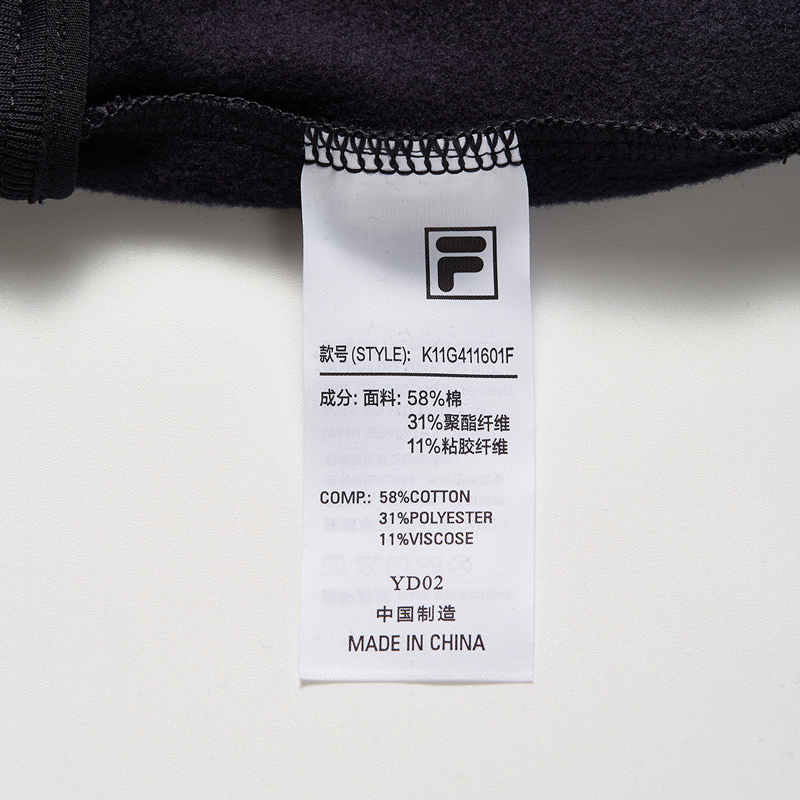 F
款号(STYLE): K11G411601F
成分: 面料: 58%棉
31%聚酯纤维
11%粘胶纤维
COMP.: 58%COTTON
31%POLYESTER
11%VISCOSE
YD02
中国制造
MADE IN CHINA